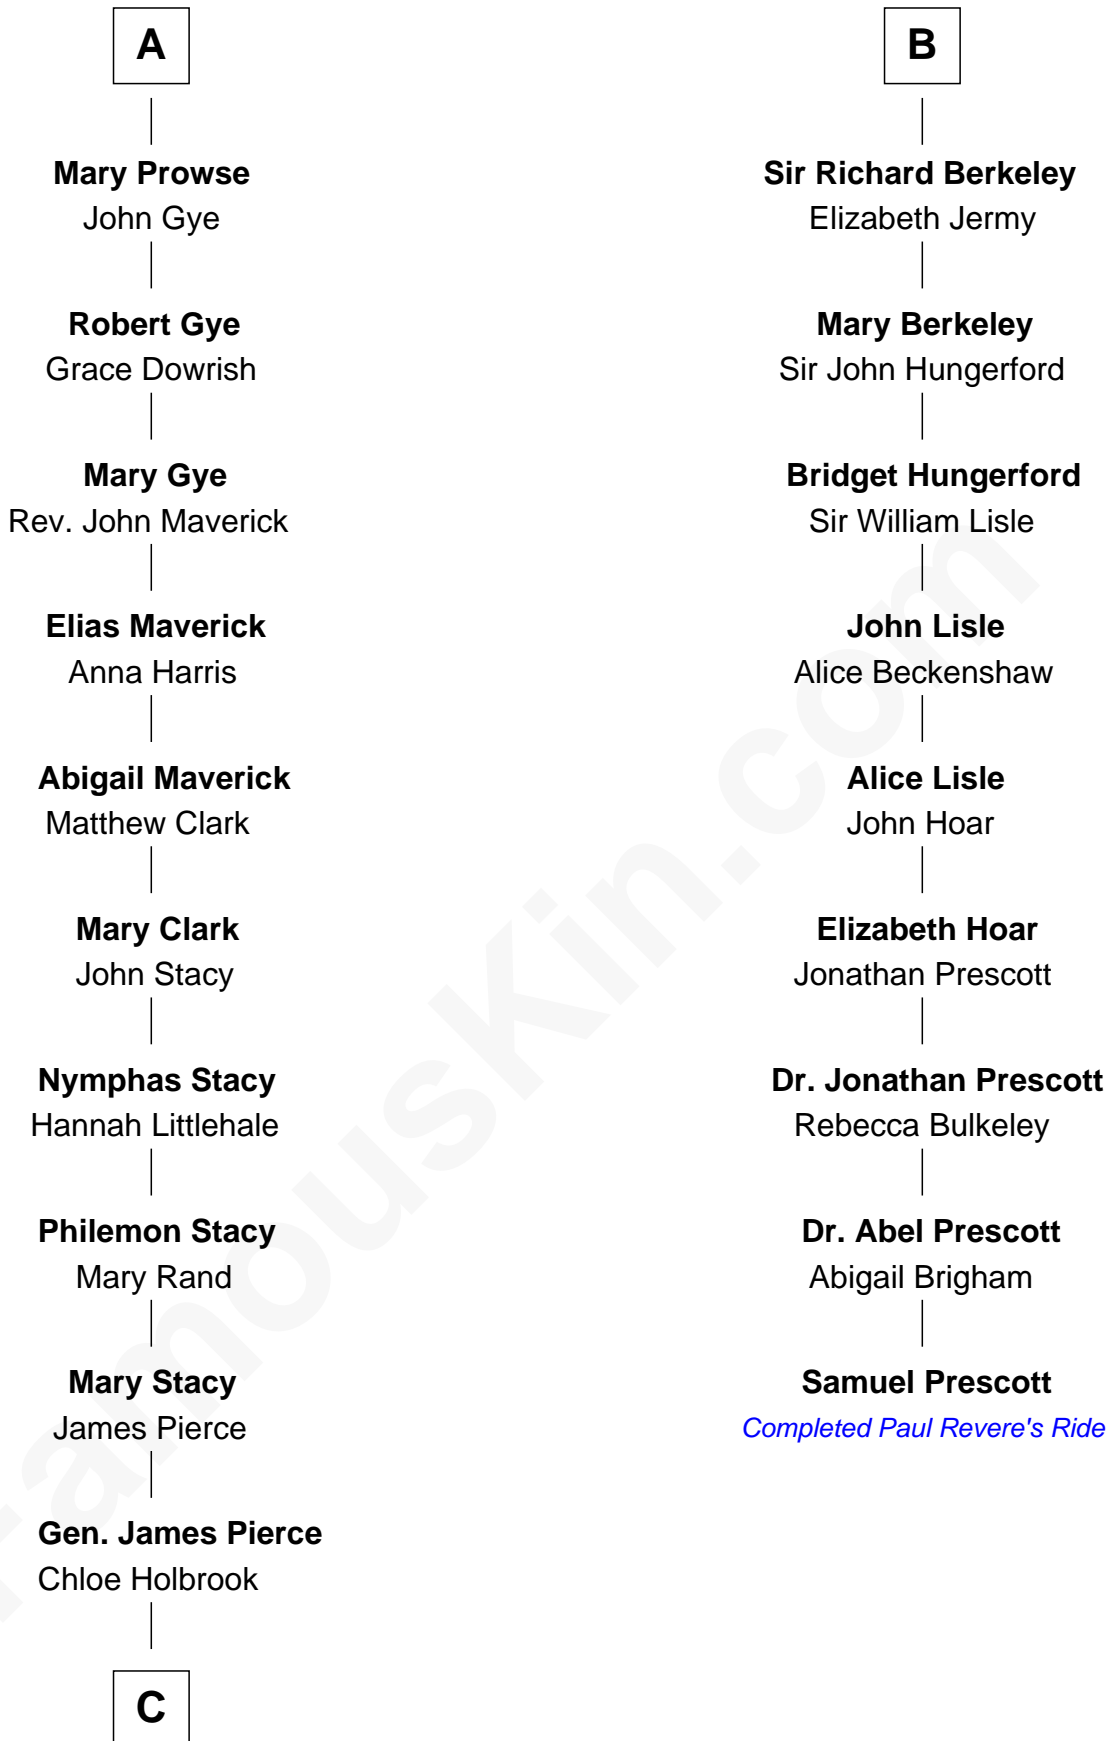 A
Mary Prowse
John Gye
Robert Gye
Grace Dowrish
Mary Gye
Rev. John Maverick
Elias Maverick
Anna Harris
Abigail Maverick
Matthew Clark
Mary Clark
John Stacy
Nymphas Stacy
Hannah Littlehale
Philemon Stacy
Mary Rand
Mary Stacy
James Pierce
Gen. James Pierce
Chloe Holbrook
C
B
Sir Richard Berkeley
Elizabeth Jermy
Mary Berkeley
Sir John Hungerford
Bridget Hungerford
Sir William Lisle
John Lisle
Alice Beckenshaw
Alice Lisle
John Hoar
Elizabeth Hoar
Jonathan Prescott
Dr. Jonathan Prescott
Rebecca Bulkeley
Dr. Abel Prescott
Abigail Brigham
Samuel Prescott
Completed Paul Revere's Ride
FamousKin.com